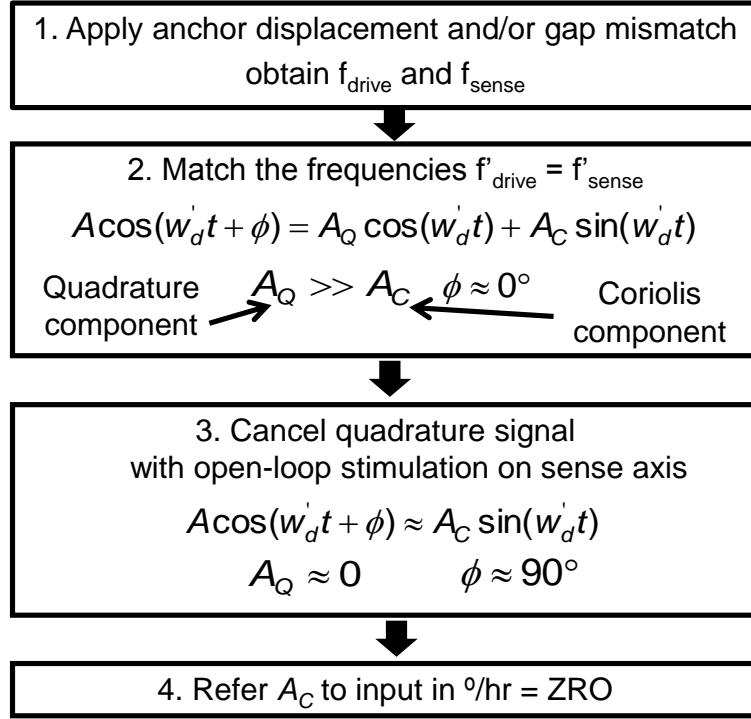 1. Apply anchor displacement and/or gap mismatch
obtain f_drive and f_sense
2. Match the frequencies f'_drive = f'_sense
A cos(w'_d t + ϕ) = A_Q cos(w'_d t) + A_C sin(w'_d t)
Quadrature component
A_Q >> A_C ϕ ≈ 0°
Coriolis component
3. Cancel quadrature signal
with open-loop stimulation on sense axis
A cos(w'_d t + ϕ) ≈ A_C sin(w'_d t)
A_Q ≈ 0 ϕ ≈ 90°
4. Refer A_C to input in º/hr = ZRO